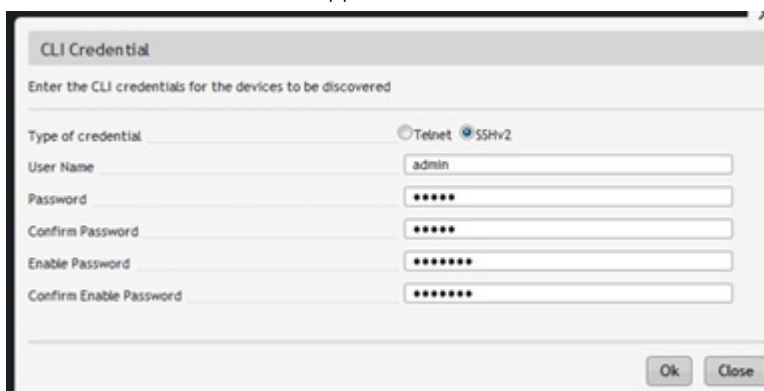 CLI Credential
Enter the CLI credentials for the devices to be discovered
Type of credential Telnet SSHv2
User Name admin
Password •••••
Confirm Password •••••
Enable Password •••••••
Confirm Enable Password •••••••
Ok Close